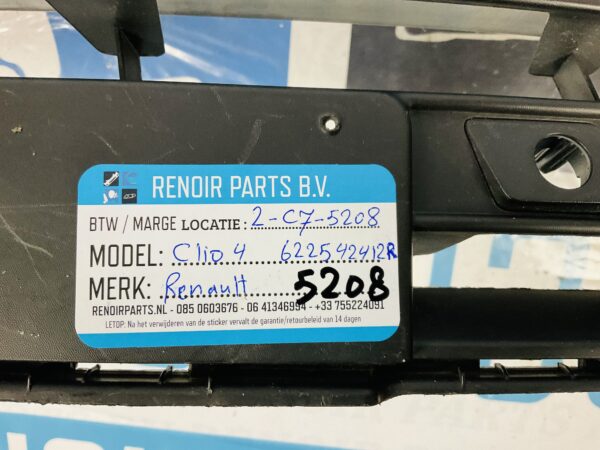 RENOIR PARTS B.V.
BTW / MARGE LOCATIE: 2-C7-5208
MODEL: Clio 4 622542412R
MERK: Renault 5208
RENOIRPARTS.NL - 085 0603676 - 06 41346994 - +33 755224091
LETOP: Na het verwijderen van de sticker vervalt de garantie/retourbeleid van 14 dagen